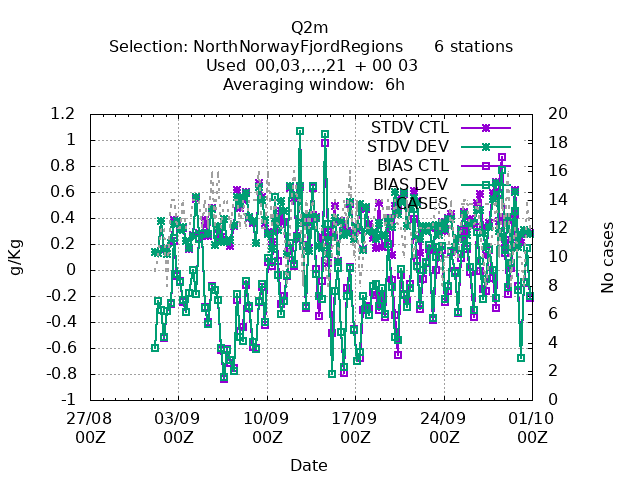 Q2m
Selection: NorthNorwayFjordRegions 6 stations
Used 00,03,...,21 + 00 03
Averaging window: 6h
STDV CTL
STDV DEV
BIAS CTL
BIAS DEV
CASES
g/Kg
1.2
1
0.8
0.6
0.4
0.2
0
-0.2
-0.4
-0.6
-0.8
-1
No cases
20
18
16
14
12
10
8
6
4
2
0
27/08 03/09 10/09 17/09 24/09 01/10
00Z 00Z 00Z 00Z 00Z 00Z
Date